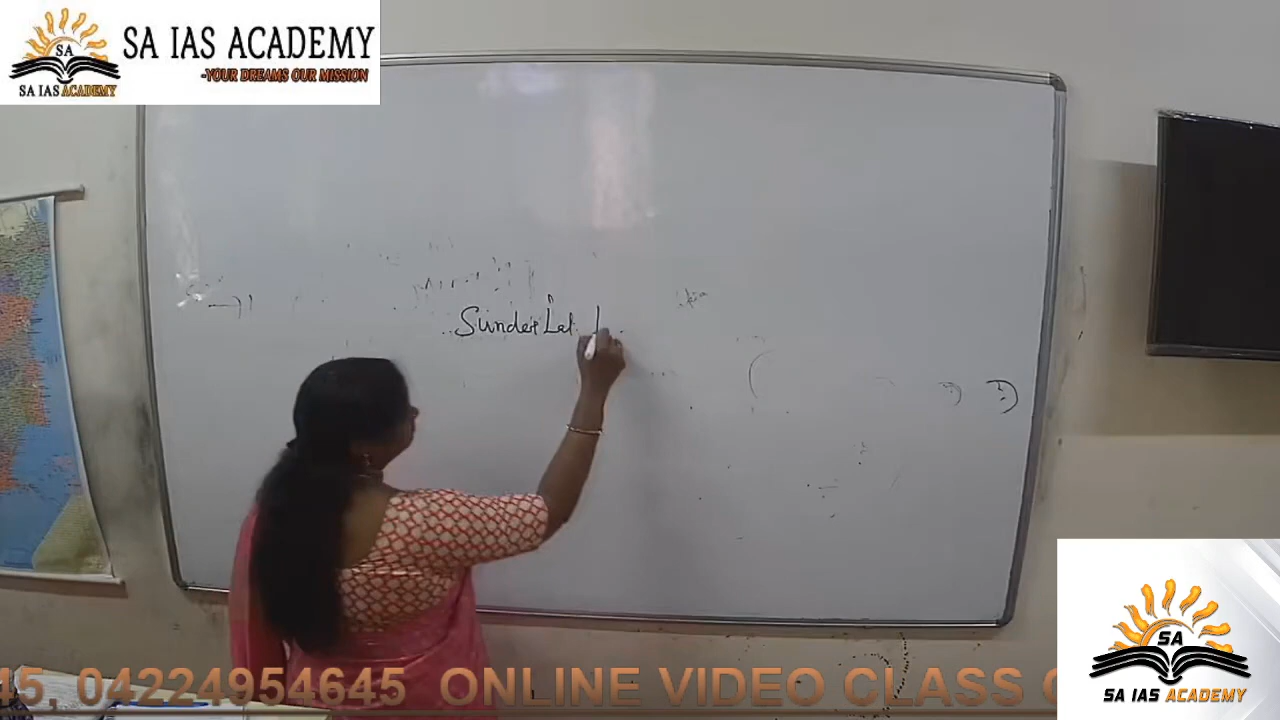 SA
SA IAS ACADEMY
SA IAS ACADEMY
-YOUR DREAMS OUR MISSION
Sunder Lal
45, 04224954645 ONLINE VIDEO CLASS
SA
SA IAS ACADEMY